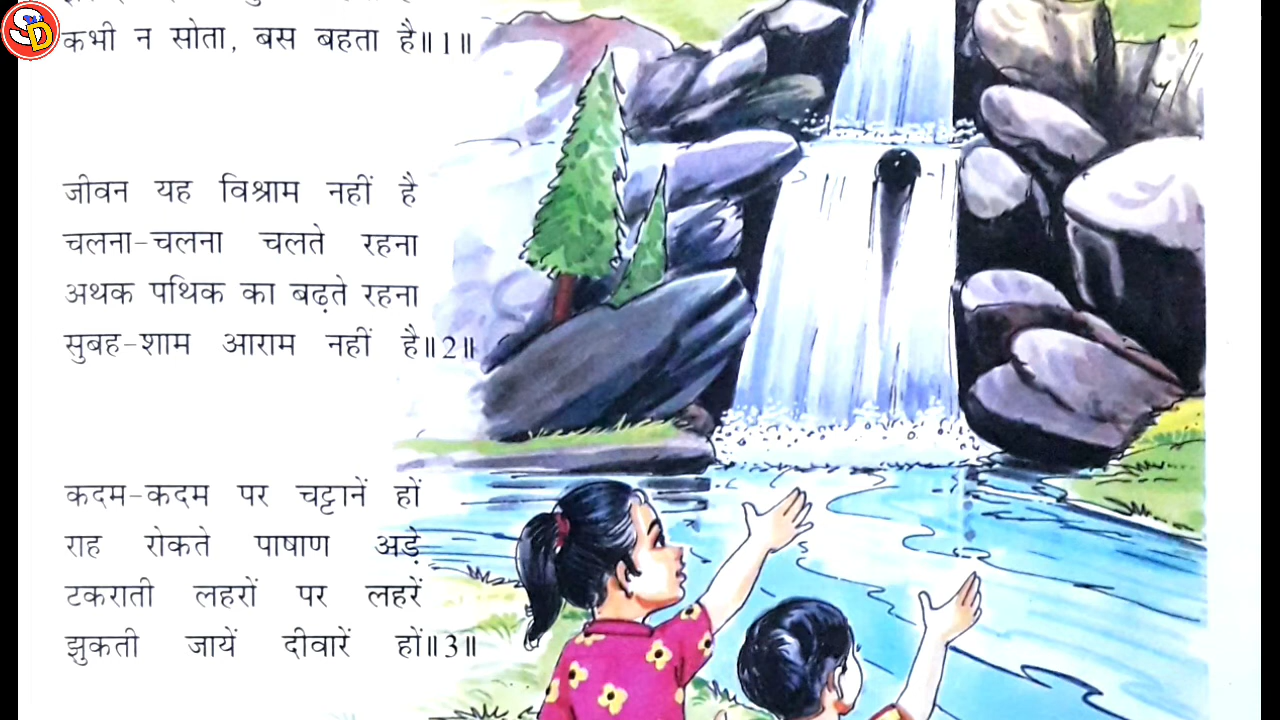 कभी न सोता, बस बहता है॥1॥
जीवन यह विश्राम नहीं है
चलना-चलना चलते रहना
अथक पथिक का बढ़ते रहना
सुबह-शाम आराम नहीं है॥2॥
कदम-कदम पर चट्टानें हों
राह रोकते पाषाण अड़े
टकराती लहरों पर लहरें
झुकती जायें दीवारें हों॥3॥